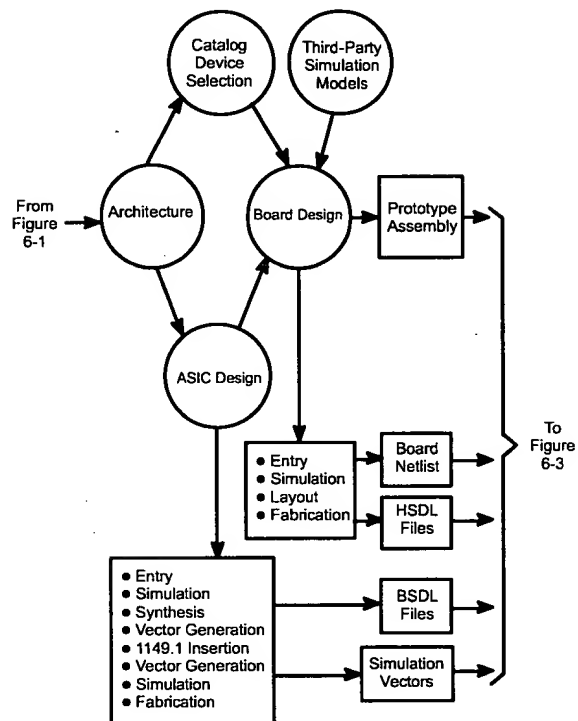 Catalog
Device
Selection
Third-Party
Simulation
Models
From
Figure
6-1
Architecture
Board Design
Prototype
Assembly
ASIC Design
To
Figure
6-3
• Entry
• Simulation
• Layout
• Fabrication
Board
Netlist
HSDL
Files
• Entry
• Simulation
• Synthesis
• Vector Generation
• 1149.1 Insertion
• Vector Generation
• Simulation
• Fabrication
BSDL
Files
Simulation
Vectors